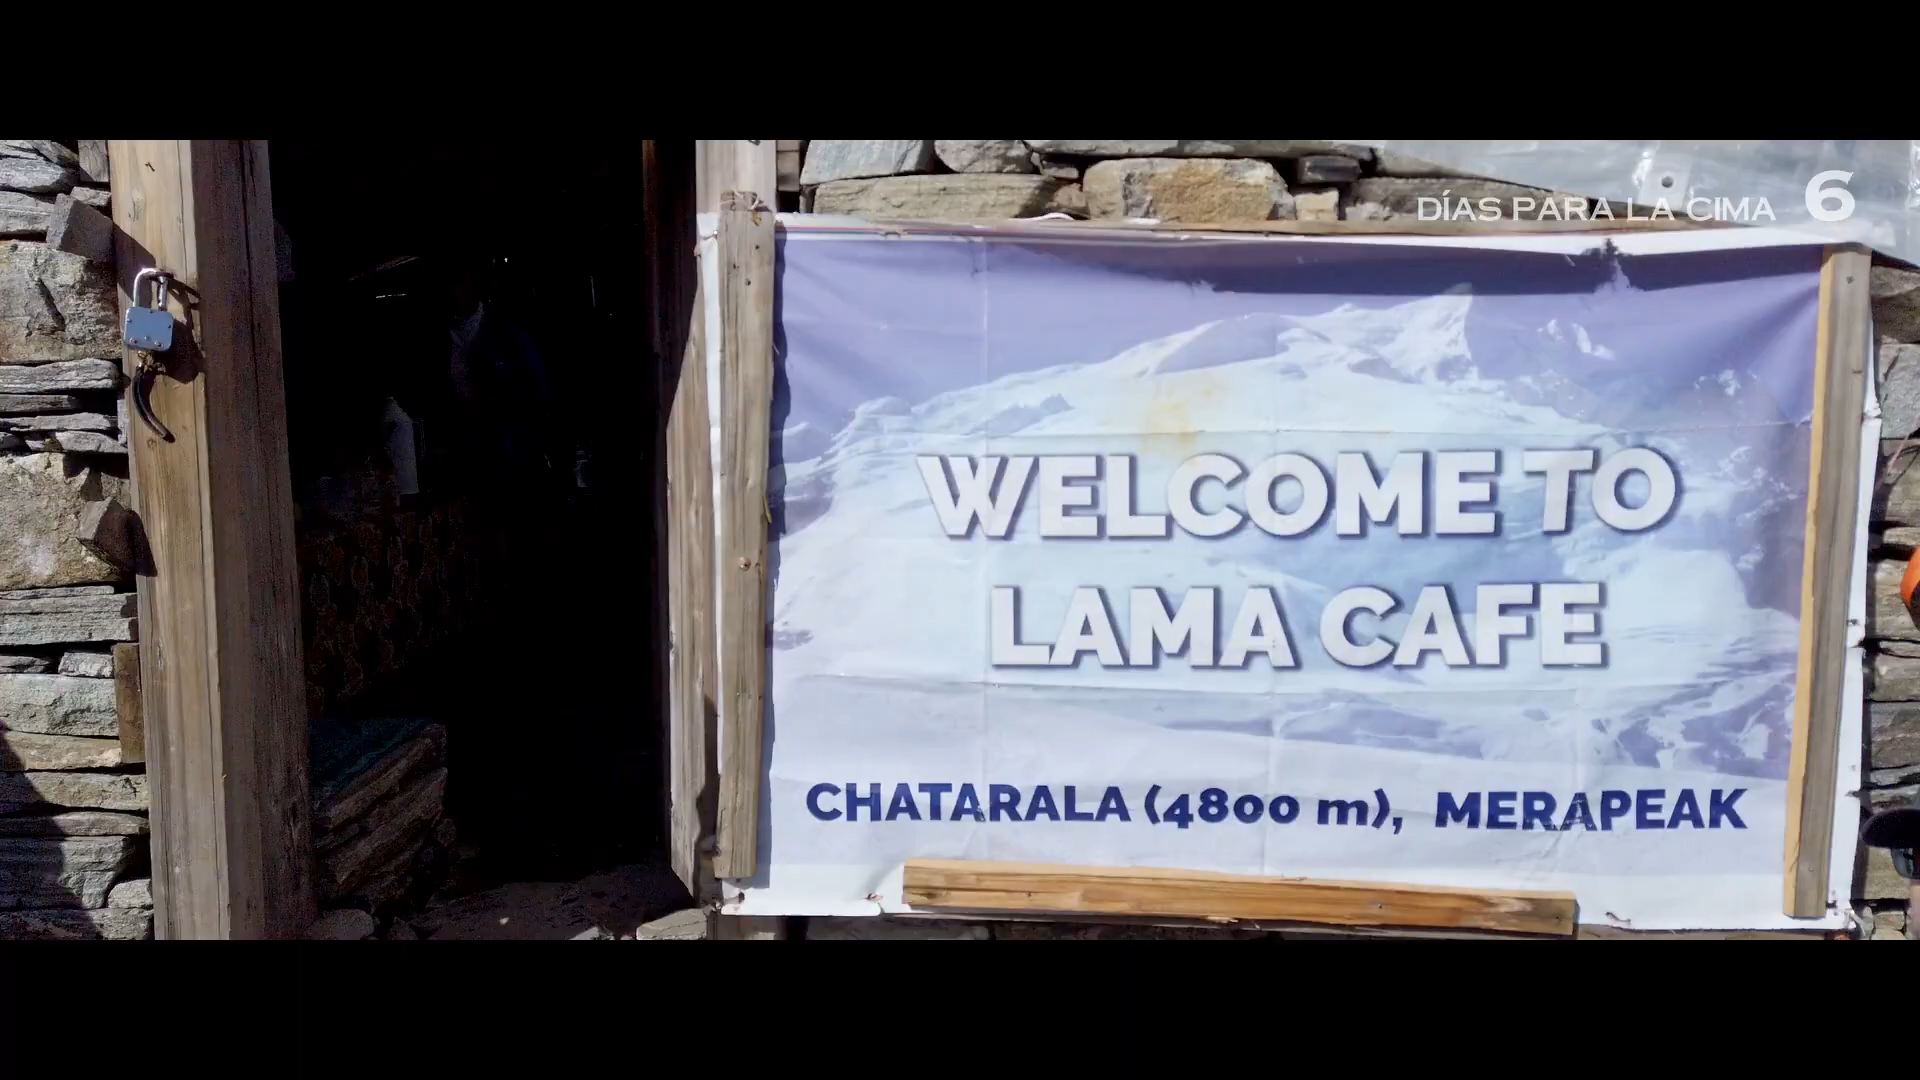 DÍAS PARA LA CIMA 6
WELCOME TO
LAMA CAFE
CHATARALA (4800 m), MERAPEAK